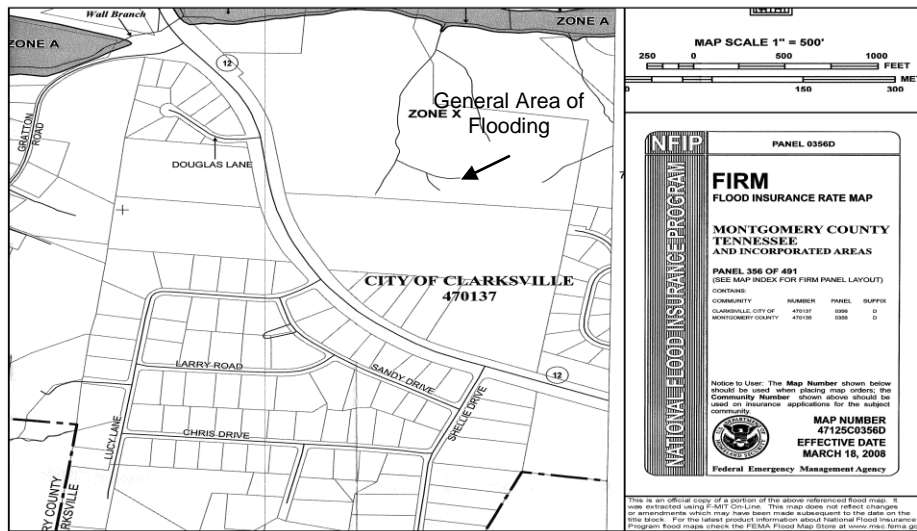 Wall Branch
ZONE A
ZONE A
12
GRATTON
ROAD
DOUGLAS LANE
General Area of
Flooding
ZONE X
CITY OF CLARKSVILLE
470137
LARRY ROAD
SANDY DRIVE
12
SHELLIE DRIVE
LUCY LANE
CHRIS DRIVE
RY COUNTY
RKSVILLE
7
MAP SCALE 1" = 500'
250 0 500 1000
FEET
0 150 300
MET
NFIP
NATIONAL FLOOD INSURANCE PROGRAM
PANEL 0356D
FIRM
FLOOD INSURANCE RATE MAP
MONTGOMERY COUNTY
TENNESSEE
AND INCORPORATED AREAS
PANEL 356 OF 491
(SEE MAP INDEX FOR FIRM PANEL LAYOUT)
CONTAINS:
COMMUNITY NUMBER PANEL SUFFIX
CLARKSVILLE, CITY OF 470137 0356 D
MONTGOMERY COUNTY 470136 0356 D
Notice to User: The Map Number shown below
should be used when placing map orders; the
Community Number shown above should be
used on insurance applications for the subject
community.
MAP NUMBER
47125C0356D
EFFECTIVE DATE
MARCH 18, 2008
Federal Emergency Management Agency
This is an official copy of a portion of the above referenced flood map. It
was extracted using F-MIT On-Line. This map does not reflect changes
or amendments which may have been made subsequent to the date on the
title block. For the latest product information about National Flood Insurance
Program flood maps check the FEMA Flood Map Store at www.msc.fema.go